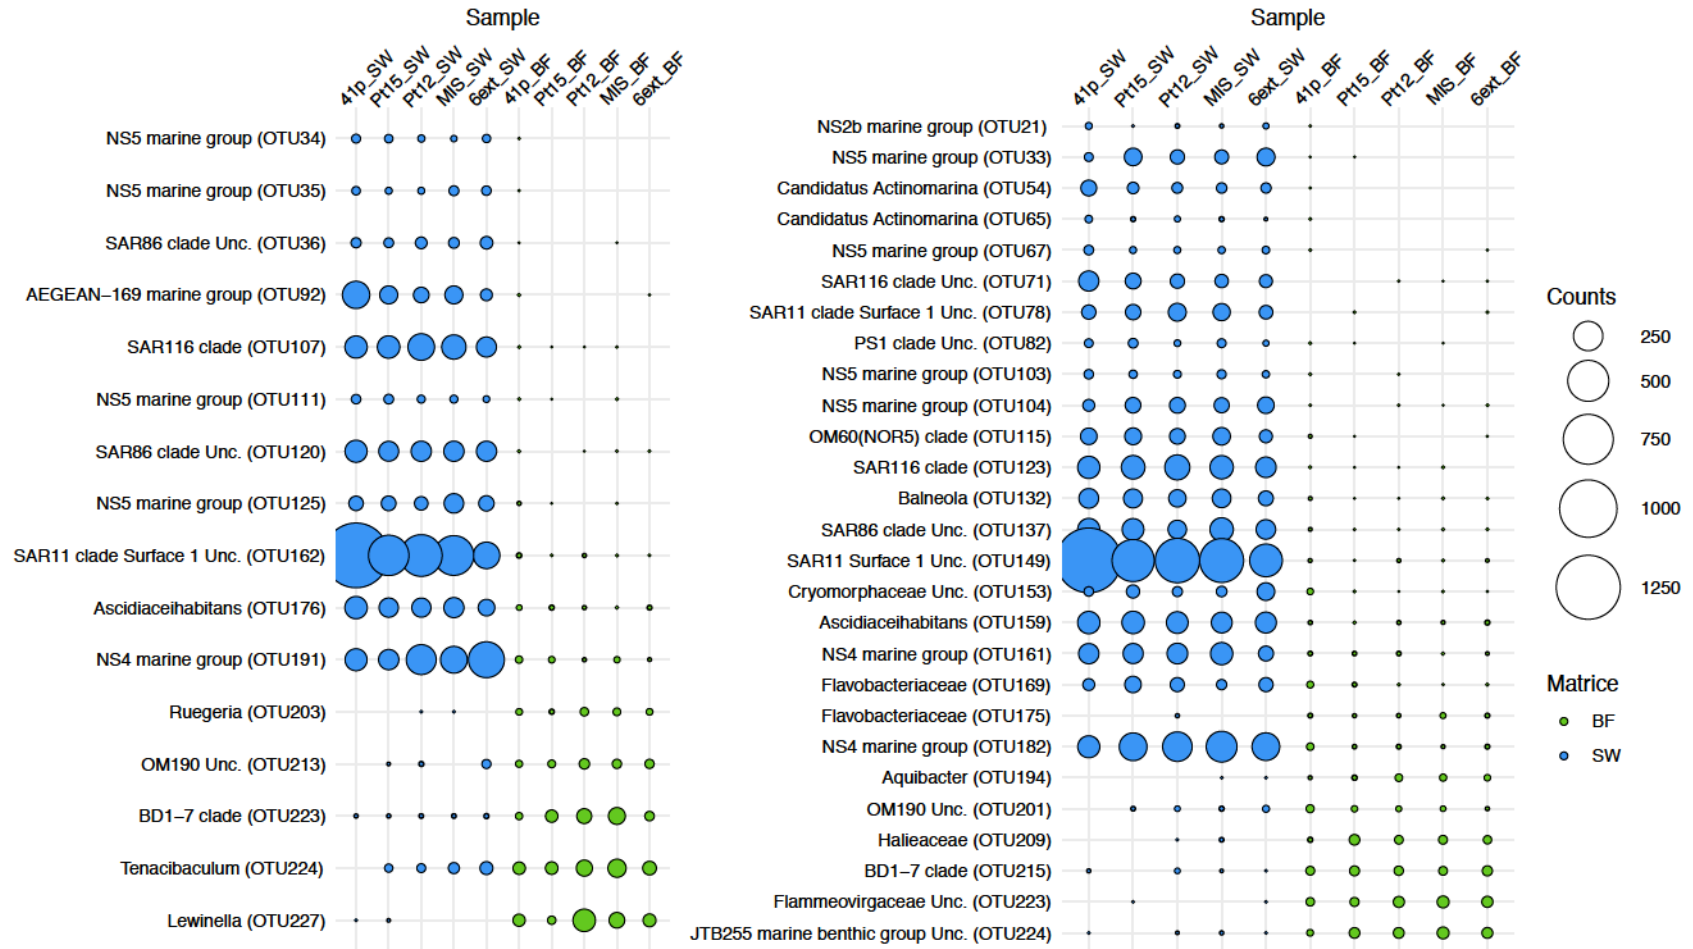 Sample
41p_SW Pt15_SW Pt12_SW MIS_SW 6ext_SW 41p_BF Pt15_BF Pt12_BF MIS_BF 6ext_BF
NS5 marine group (OTU34)
NS5 marine group (OTU35)
SAR86 clade Unc. (OTU36)
AEGEAN−169 marine group (OTU92)
SAR116 clade (OTU107)
NS5 marine group (OTU111)
SAR86 clade Unc. (OTU120)
NS5 marine group (OTU125)
SAR11 clade Surface 1 Unc. (OTU162)
Ascidiaceihabitans (OTU176)
NS4 marine group (OTU191)
Ruegeria (OTU203)
OM190 Unc. (OTU213)
BD1−7 clade (OTU223)
Tenacibaculum (OTU224)
Lewinella (OTU227)
Sample
41p_SW Pt15_SW Pt12_SW MIS_SW 6ext_SW 41p_BF Pt15_BF Pt12_BF MIS_BF 6ext_BF
NS2b marine group (OTU21)
NS5 marine group (OTU33)
Candidatus Actinomarina (OTU54)
Candidatus Actinomarina (OTU65)
NS5 marine group (OTU67)
SAR116 clade Unc. (OTU71)
SAR11 clade Surface 1 Unc. (OTU78)
PS1 clade Unc. (OTU82)
NS5 marine group (OTU103)
NS5 marine group (OTU104)
OM60(NOR5) clade (OTU115)
SAR116 clade (OTU123)
Balneola (OTU132)
SAR86 clade Unc. (OTU137)
SAR11 Surface 1 Unc. (OTU149)
Cryomorphaceae Unc. (OTU153)
Ascidiaceihabitans (OTU159)
NS4 marine group (OTU161)
Flavobacteriaceae (OTU169)
Flavobacteriaceae (OTU175)
NS4 marine group (OTU182)
Aquibacter (OTU194)
OM190 Unc. (OTU201)
Halieaceae (OTU209)
BD1−7 clade (OTU215)
Flammeovirgaceae Unc. (OTU223)
JTB255 marine benthic group Unc. (OTU224)
Counts
250
500
750
1000
1250
Matrice
BF
SW